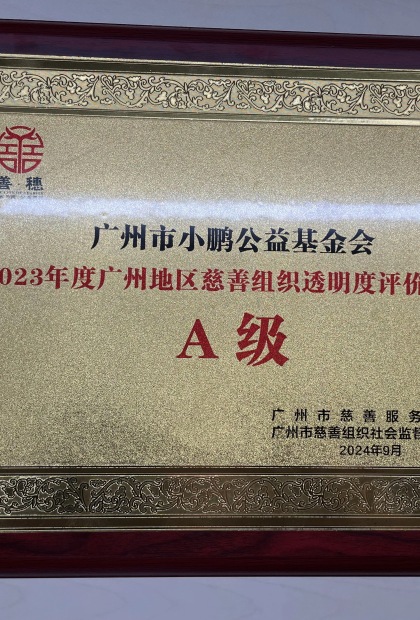 善·穗
广州市小鹏公益基金会
023年度广州地区慈善组织透明度评价
A级
广州市慈善服务
广州市慈善组织社会监督
2024年9月